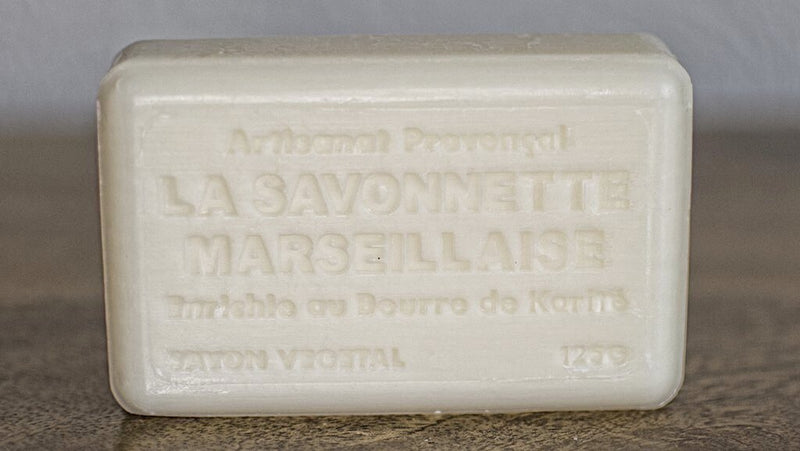 Artisanat Provençal
LA SAVONNETTE
MARSEILLAISE
Enrichie au Beurre de Karité
SAVON VEGETAL 125G